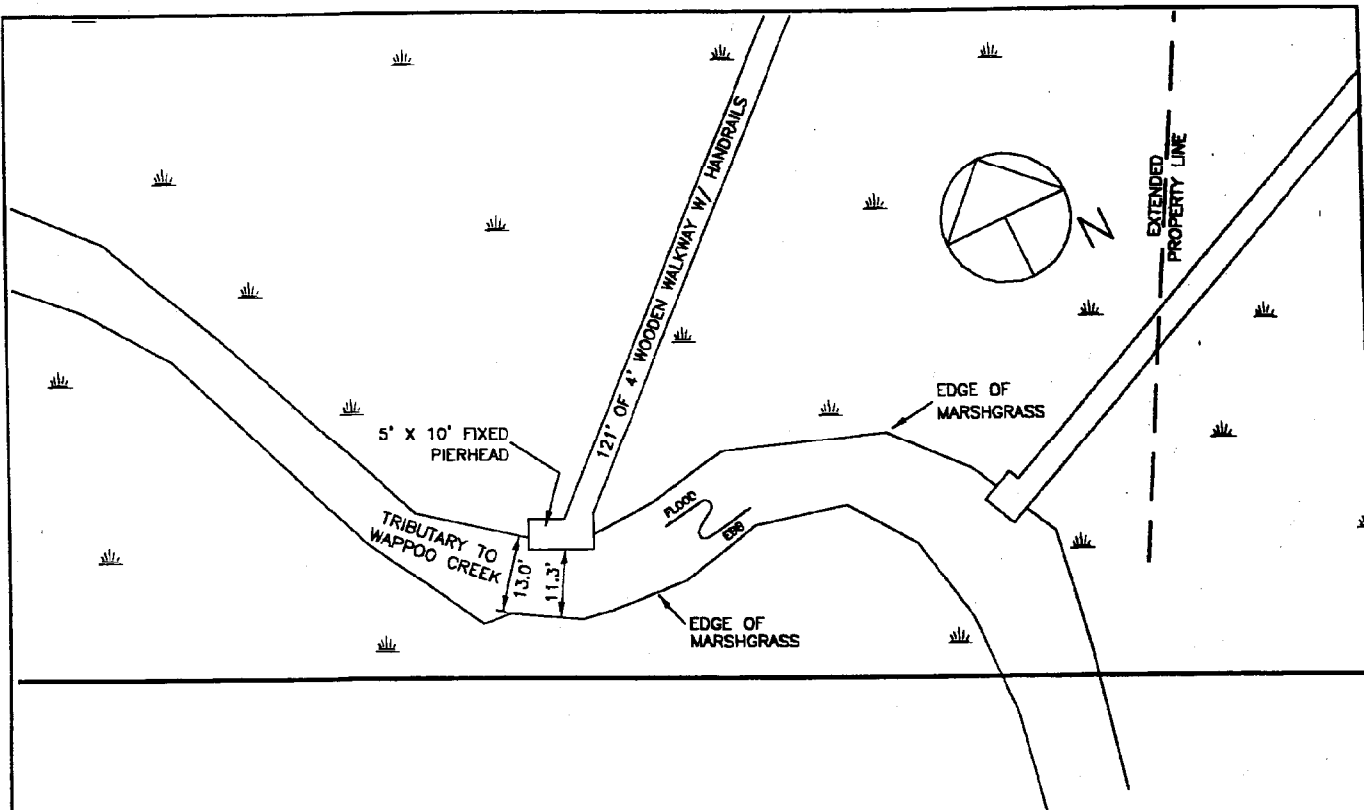 121' OF 4' WOODEN WALKWAY W/ HANDRAILS
EXTENDED
PROPERTY LINE
N
EDGE OF
MARSHGRASS
5' X 10' FIXED
PIERHEAD
FLOOD
EBB
TRIBUTARY TO
WAPPOO CREEK
13.0'
11.3'
EDGE OF
MARSHGRASS